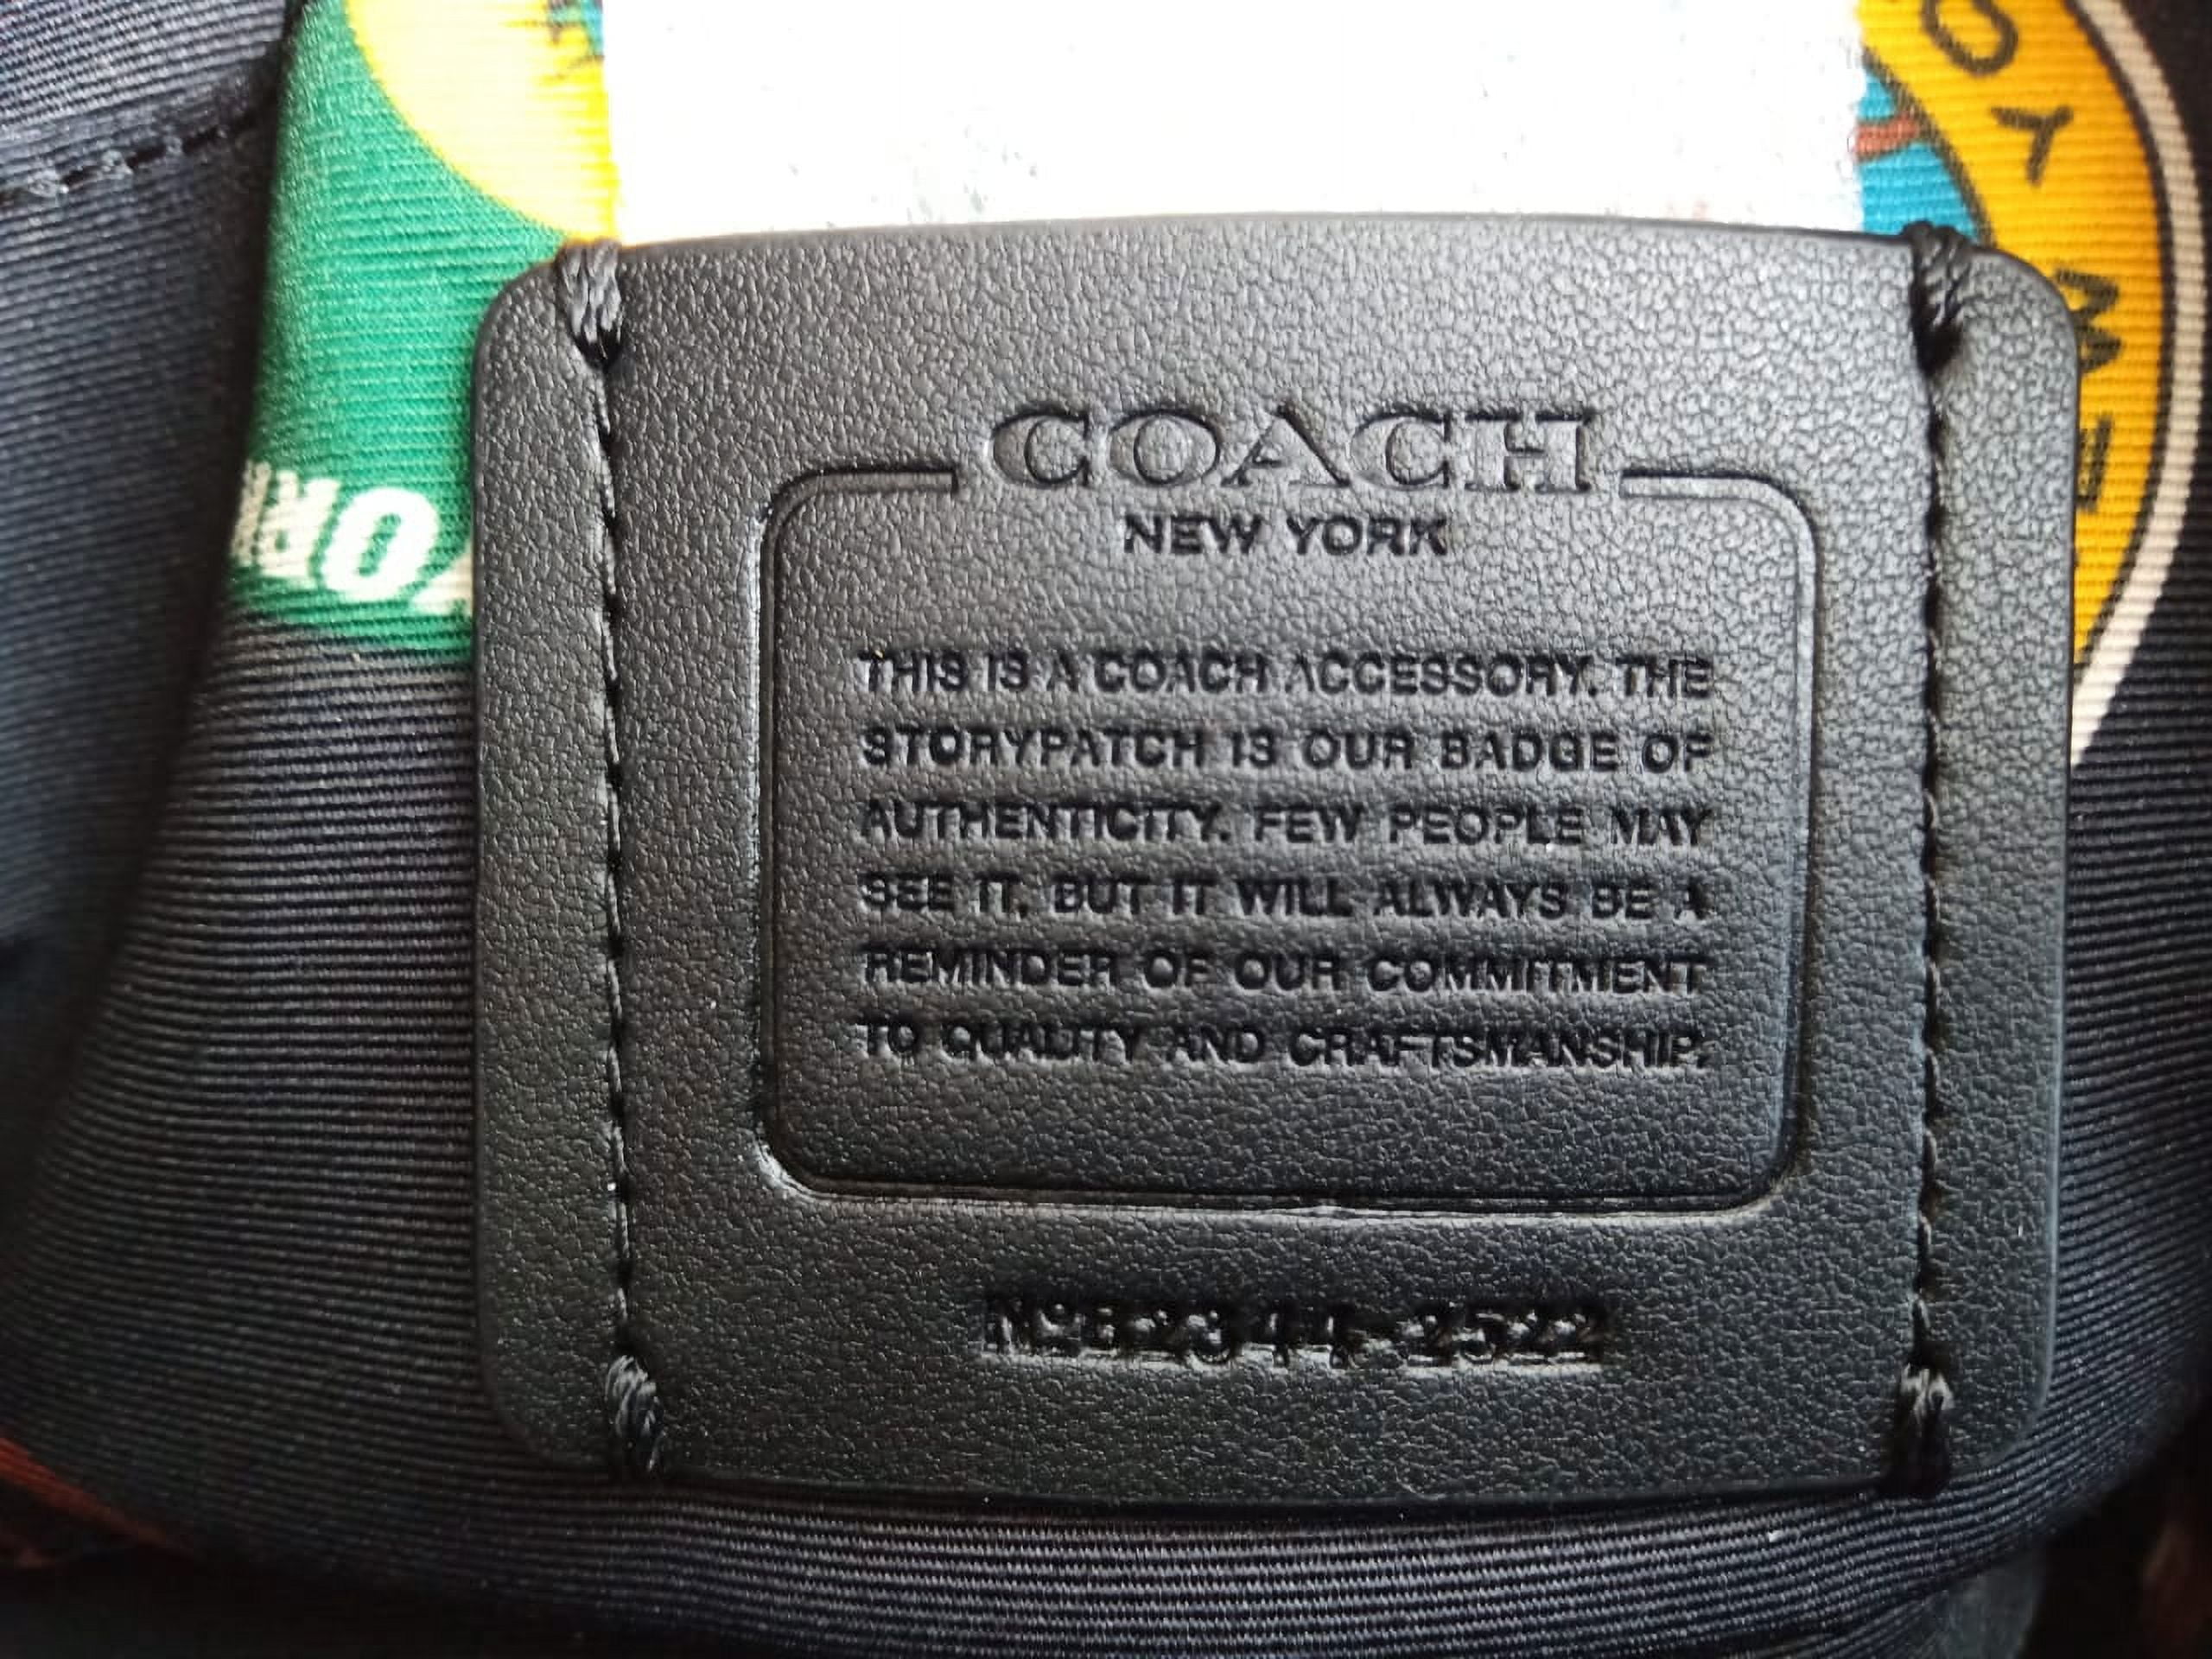 COACH
NEW YORK
THIS IS A COACH ACCESSORY. THE
STORYPATCH IS OUR BADGE OF
AUTHENTICITY. FEW PEOPLE MAY
SEE IT, BUT IT WILL ALWAYS BE A
REMINDER OF OUR COMMITMENT
TO QUALITY AND CRAFTSMANSHIP.